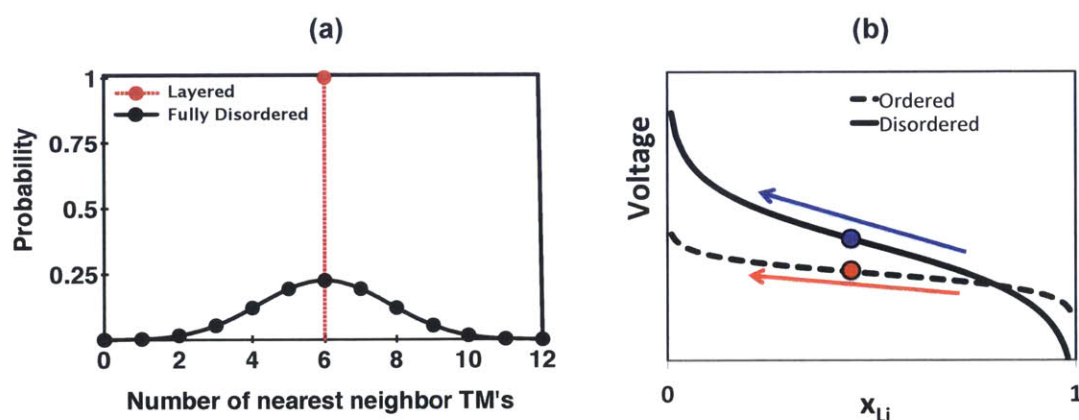 (a)
1
0.75
0.5
0.25
Probability
Layered
Fully Disordered
0 2 4 6 8 10 12
Number of nearest neighbor TM's
(b)
Voltage
Ordered
Disordered
0 1
xLi